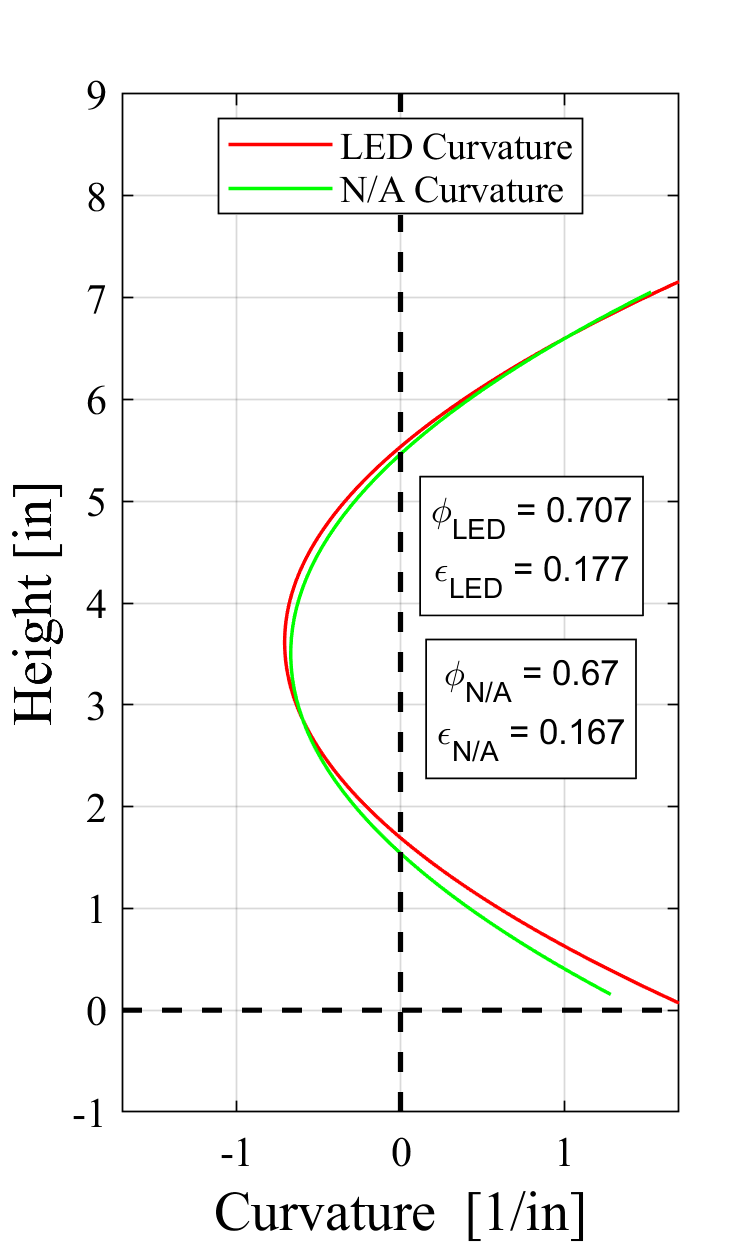 9
LED Curvature
N/A Curvature
8
7
6
5
ϕLED = 0.707
ϵLED = 0.177
4
ϕN/A = 0.67
ϵN/A = 0.167
3
2
1
0
-1
-1 0 1
Height [in]
Curvature [1/in]